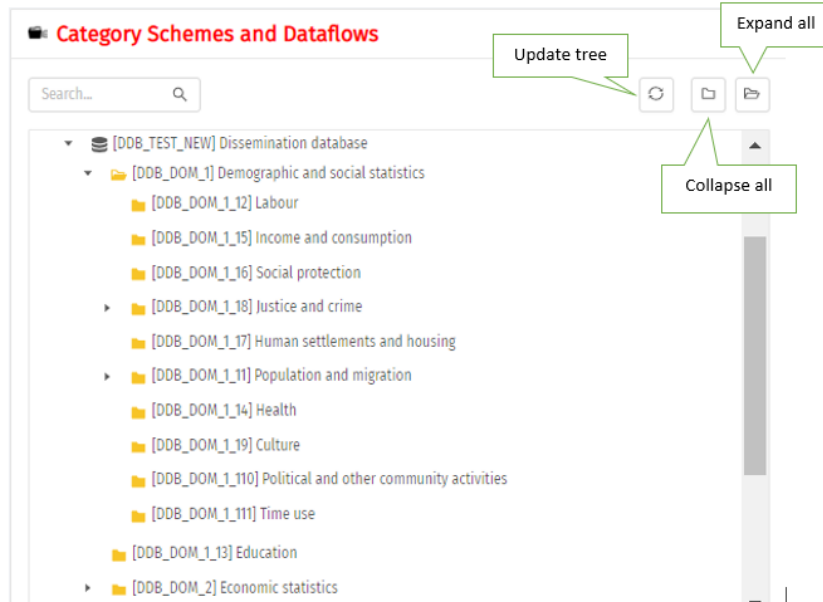 Category Schemes and Dataflows
Expand all
Update tree
Search...
Collapse all
[DDB_TEST_NEW] Dissemination database
[DDB_DOM_1] Demographic and social statistics
[DDB_DOM_1_12] Labour
[DDB_DOM_1_15] Income and consumption
[DDB_DOM_1_16] Social protection
[DDB_DOM_1_18] Justice and crime
[DDB_DOM_1_17] Human settlements and housing
[DDB_DOM_1_11] Population and migration
[DDB_DOM_1_14] Health
[DDB_DOM_1_19] Culture
[DDB_DOM_1_110] Political and other community activities
[DDB_DOM_1_111] Time use
[DDB_DOM_1_13] Education
[DDB_DOM_2] Economic statistics